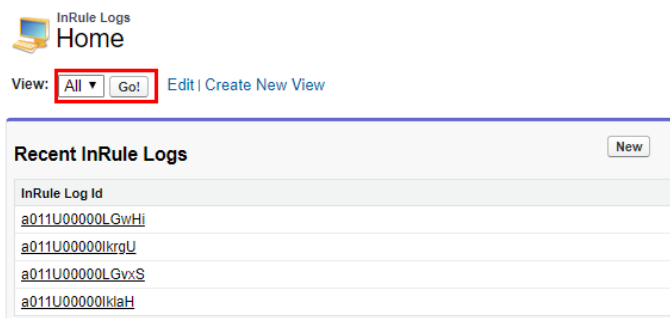 InRule Logs
Home
View: All Go! Edit | Create New View
Recent InRule Logs New
InRule Log Id
a011U00000LGwHi
a011U00000IkrgU
a011U00000LGvxS
a011U00000IklaH